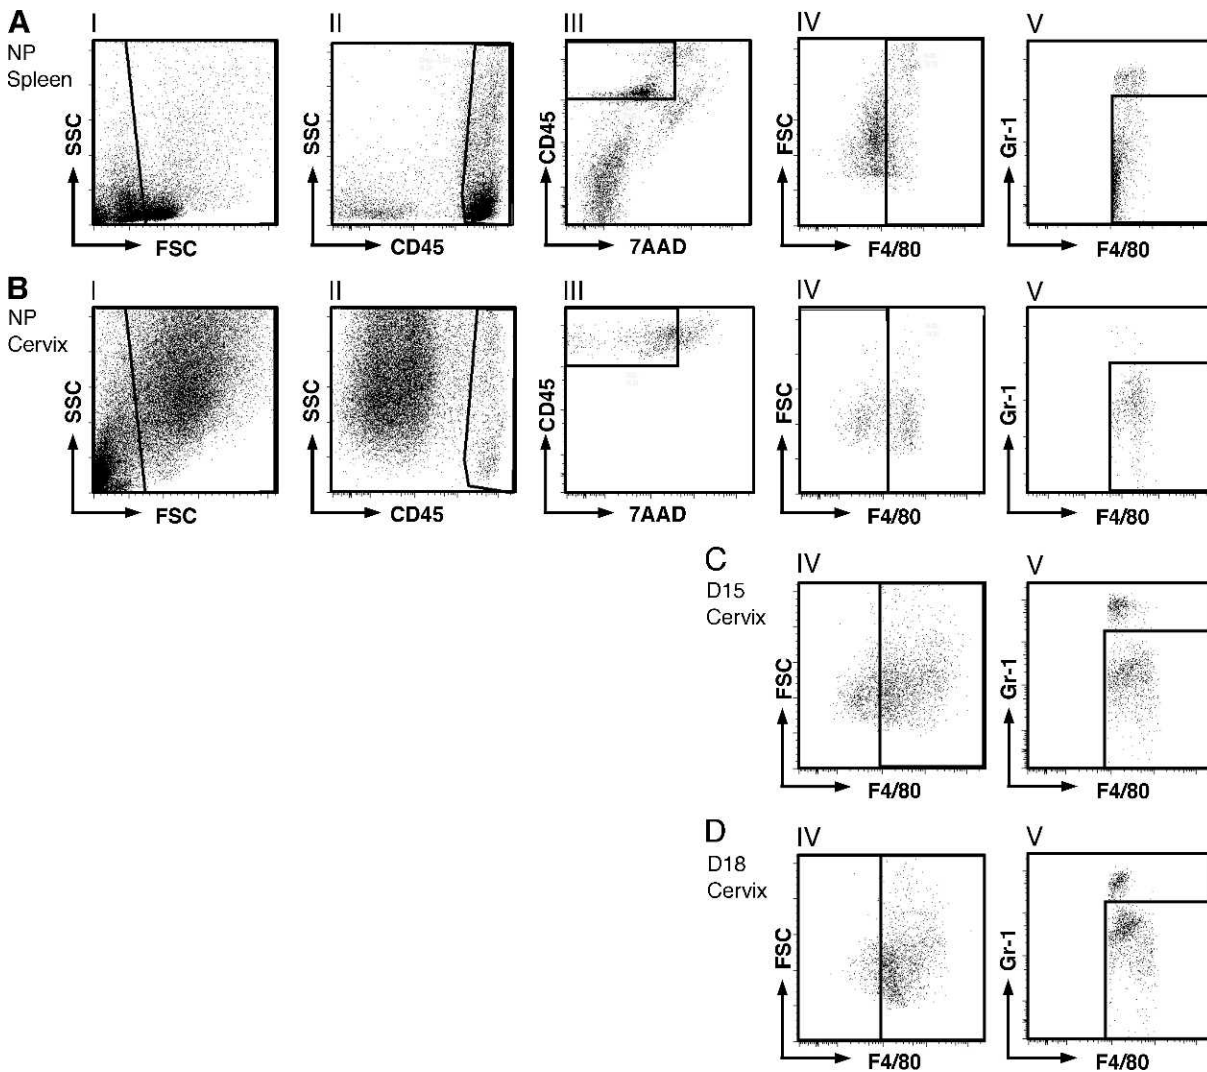 A
NP
Spleen
I
SSC
FSC
II
SSC
CD45
III
CD45
7AAD
IV
FSC
F4/80
V
Gr-1
F4/80
B
NP
Cervix
I
SSC
FSC
II
SSC
CD45
III
CD45
7AAD
IV
FSC
F4/80
V
Gr-1
F4/80
C
D15
Cervix
IV
FSC
F4/80
V
Gr-1
F4/80
D
D18
Cervix
IV
FSC
F4/80
V
Gr-1
F4/80